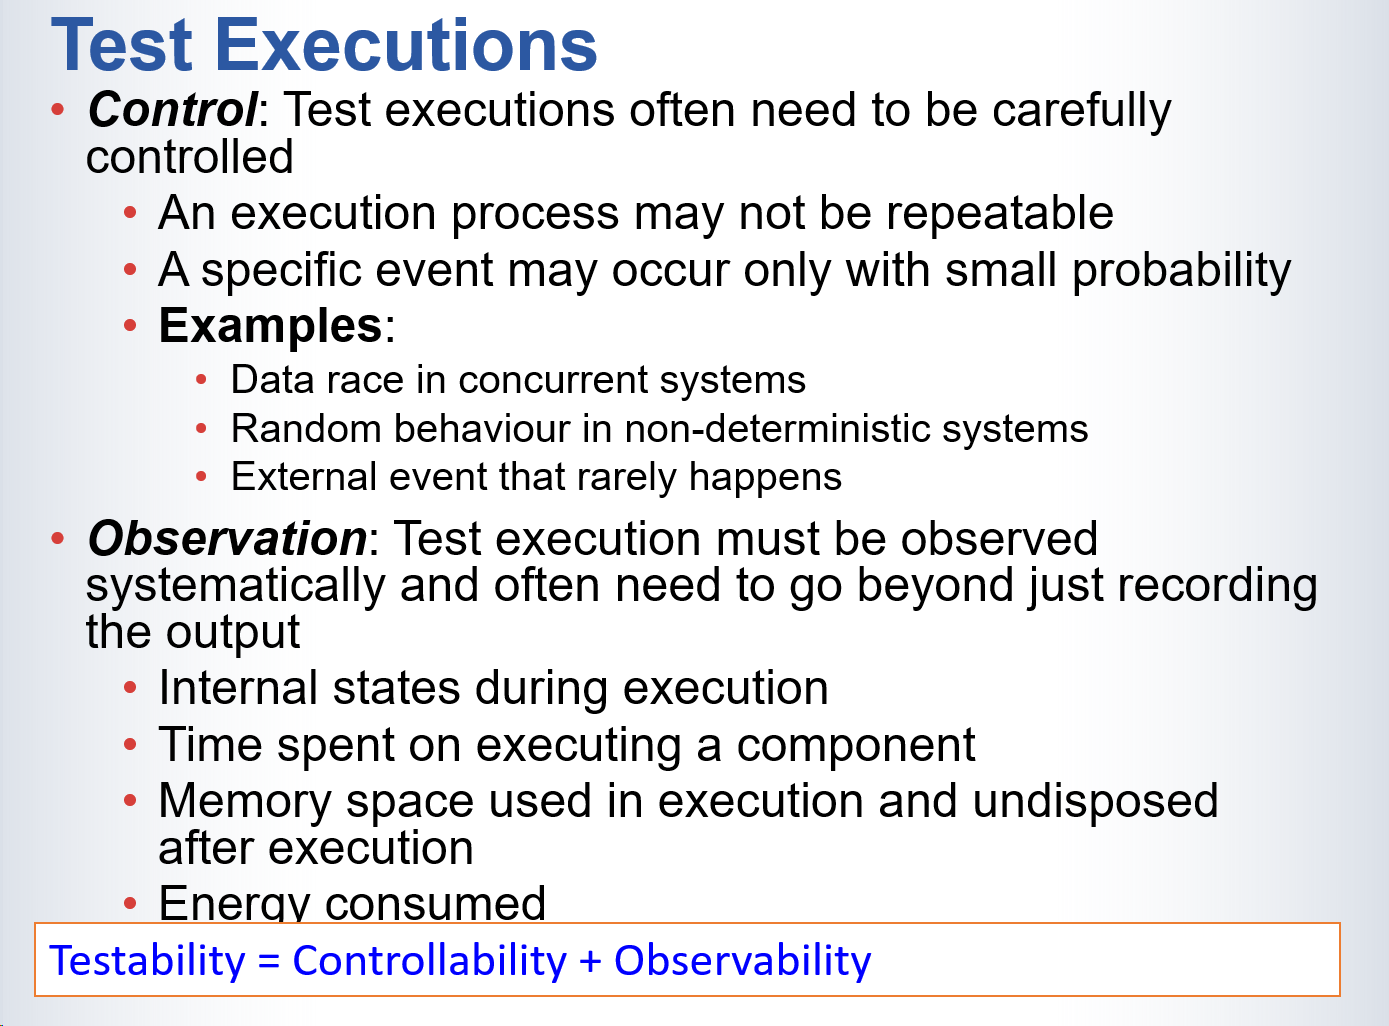 Test Executions
• Control: Test executions often need to be carefully
controlled
• An execution process may not be repeatable
• A specific event may occur only with small probability
• Examples:
• Data race in concurrent systems
• Random behaviour in non-deterministic systems
• External event that rarely happens
• Observation: Test execution must be observed
systematically and often need to go beyond just recording
the output
• Internal states during execution
• Time spent on executing a component
• Memory space used in execution and undisposed
after execution
• Energy consumed
Testability = Controllability + Observability